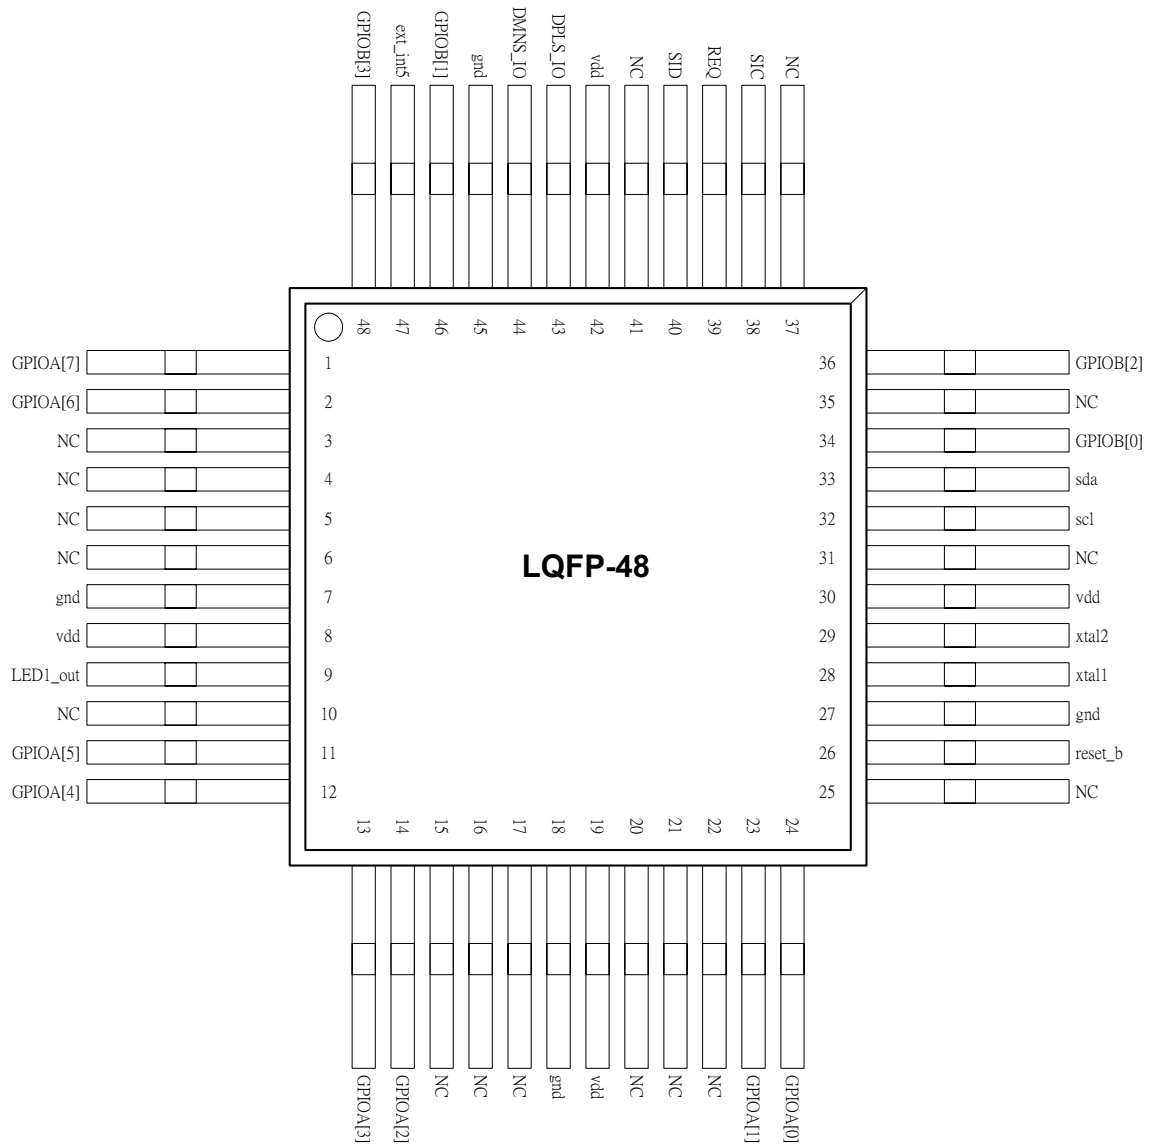 GPIOB[3] ext_int5 GPIOB[1] gnd DMNS_IO DPLS_IO vdd NC SID REQ SIC NC
48 47 46 45 44 43 42 41 40 39 38 37
GPIOA[7] 1 36 GPIOB[2]
GPIOA[6] 2 35 NC
NC 3 34 GPIOB[0]
NC 4 33 sda
NC 5 32 scl
NC 6 31 NC
LQFP-48
gnd 7 30 vdd
vdd 8 29 xtal2
LED1_out 9 28 xtal1
NC 10 27 gnd
GPIOA[5] 11 26 reset_b
GPIOA[4] 12 25 NC
13 14 15 16 17 18 19 20 21 22 23 24
GPIOA[3] GPIOA[2] NC NC NC gnd vdd NC NC NC GPIOA[1] GPIOA[0]